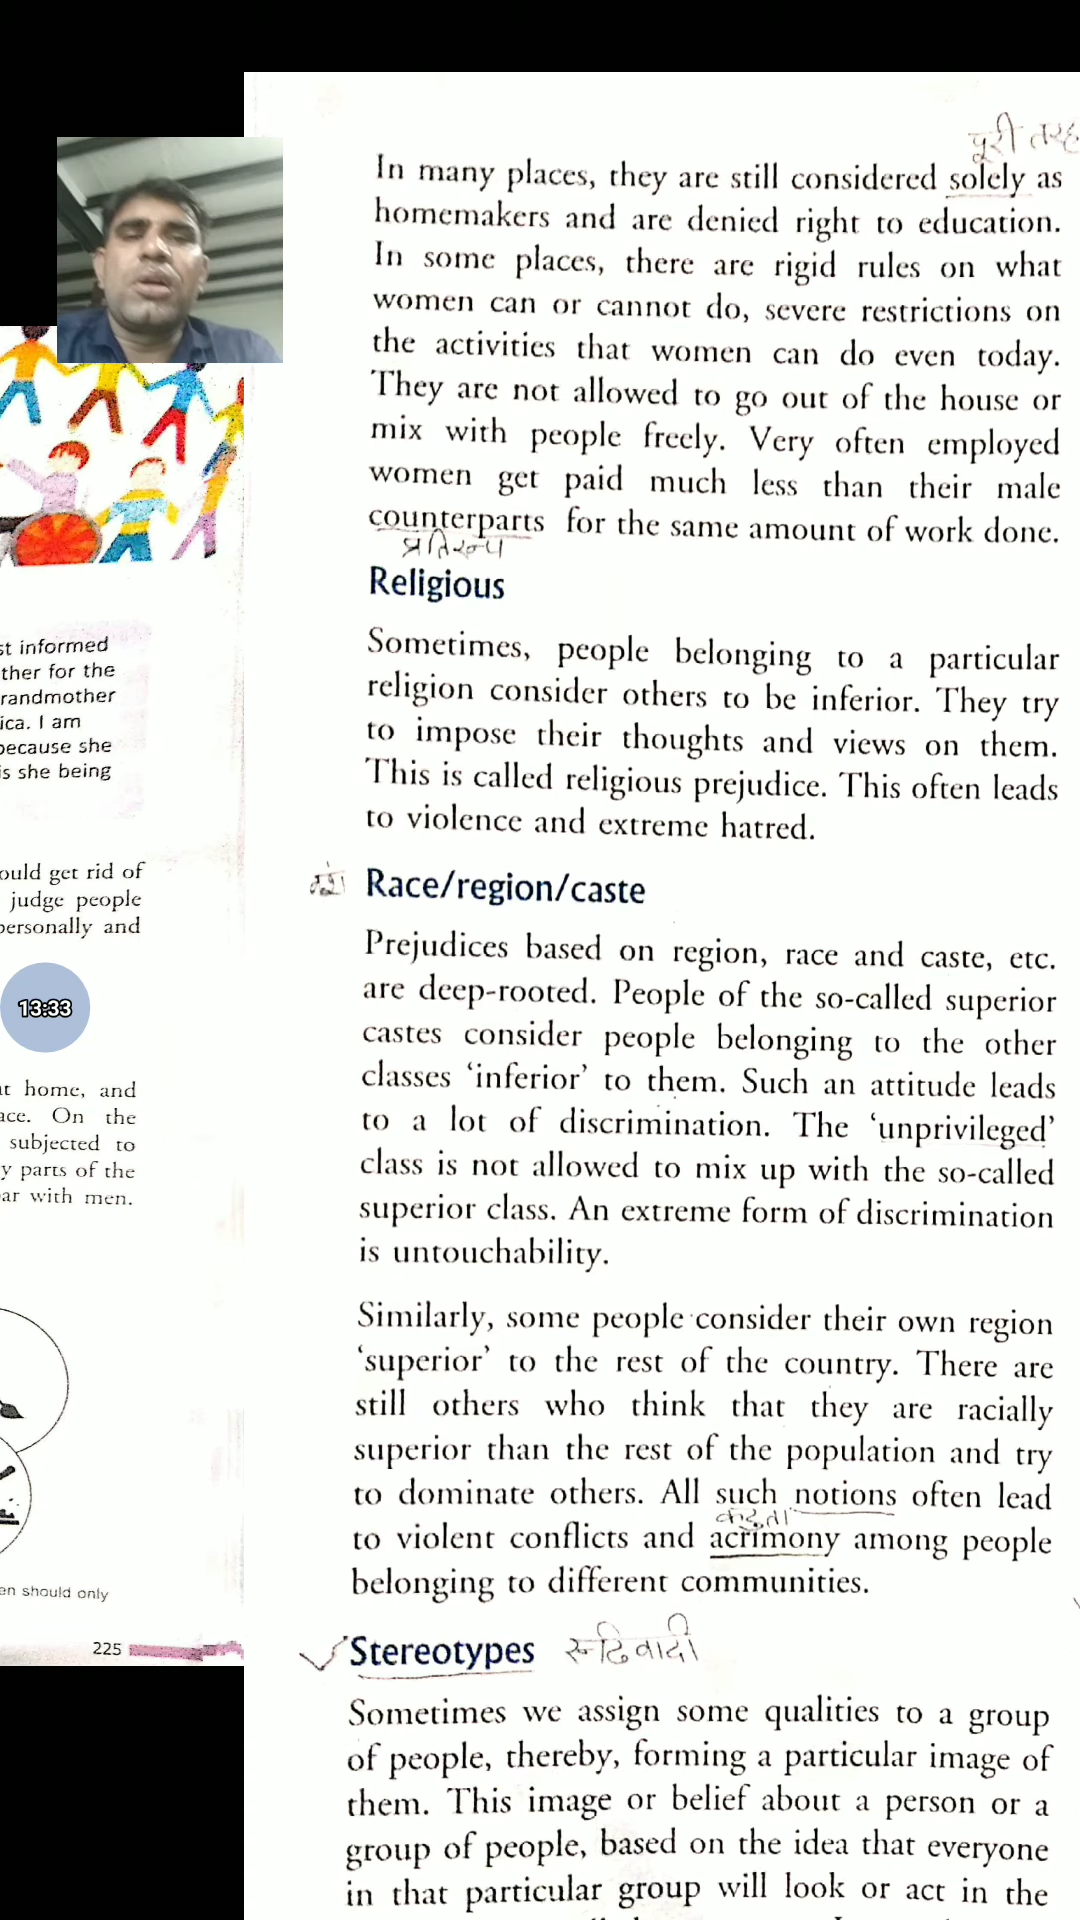 st informed
ther for the
randmother
ica. I am
because she
is she being
ould get rid of
judge people
personally and
13:33
at home, and
ace. On the
subjected to
y parts of the
ar with men.
en should only
225
पूरी तरह
In many places, they are still considered solely as
homemakers and are denied right to education.
In some places, there are rigid rules on what
women can or cannot do, severe restrictions on
the activities that women can do even today.
They are not allowed to go out of the house or
mix with people freely. Very often employed
women get paid much less than their male
counterparts for the same amount of work done.
प्रतिरूप
Religious
Sometimes, people belonging to a particular
religion consider others to be inferior. They try
to impose their thoughts and views on them.
This is called religious prejudice. This often leads
to violence and extreme hatred.
Race/region/caste
Prejudices based on region, race and caste, etc.
are deep-rooted. People of the so-called superior
castes consider people belonging to the other
classes ‘inferior’ to them. Such an attitude leads
to a lot of discrimination. The ‘unprivileged’
class is not allowed to mix up with the so-called
superior class. An extreme form of discrimination
is untouchability.
Similarly, some people consider their own region
‘superior’ to the rest of the country. There are
still others who think that they are racially
superior than the rest of the population and try
to dominate others. All such notions often lead
कटुता
to violent conflicts and acrimony among people
belonging to different communities.
Stereotypes रूढिवादी
Sometimes we assign some qualities to a group
of people, thereby, forming a particular image of
them. This image or belief about a person or a
group of people, based on the idea that everyone
in that particular group will look or act in the